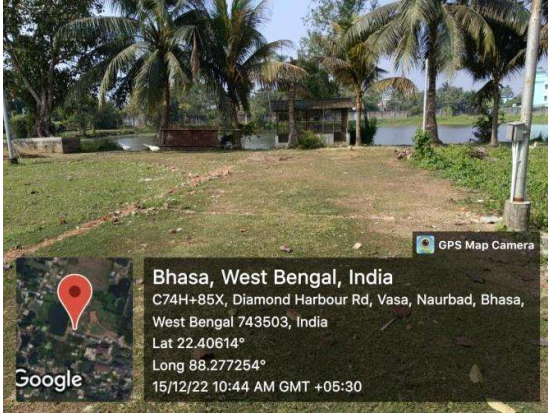 GPS Map Camera
Bhasa, West Bengal, India
C74H+85X, Diamond Harbour Rd, Vasa, Naurbad, Bhasa,
West Bengal 743503, India
Lat 22.40614°
Long 88.277254°
15/12/22 10:44 AM GMT +05:30
Google